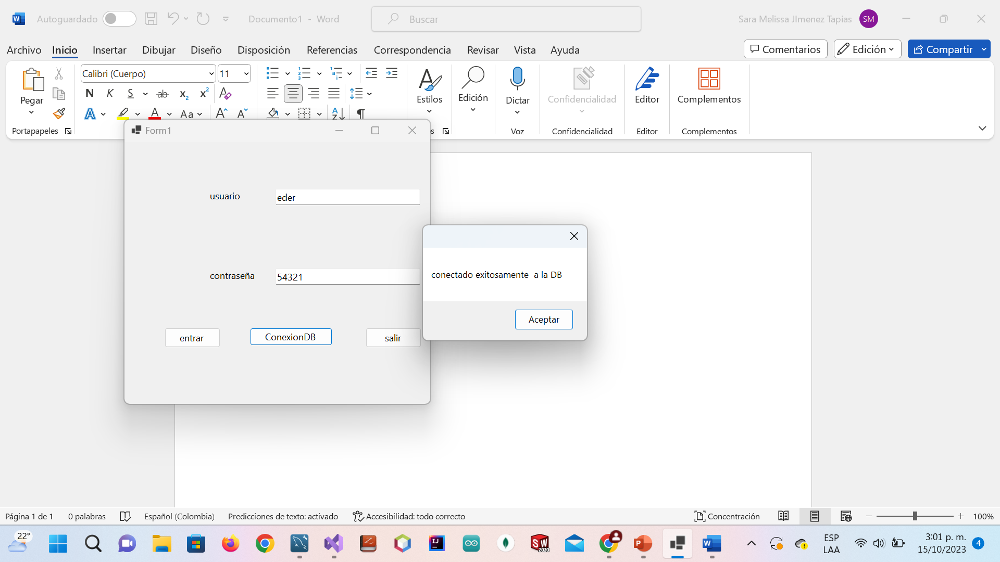 Autoguardado
Documento1 - Word
Buscar
Sara Melissa JImenez Tapias
SM
Archivo
Inicio
Insertar
Dibujar
Diseño
Disposición
Referencias
Correspondencia
Revisar
Vista
Ayuda
Comentarios
Edición
Compartir
Pegar
Portapapeles
Calibri (Cuerpo)
11
N K S ab x₂ x² A
A A Aa A A
Estilos
s
Edición
Dictar
Voz
Confidencialidad
Confidencialidad
Editor
Editor
Complementos
Complementos
Form1
usuario
eder
contraseña
54321
entrar
ConexionDB
salir
conectado exitosamente  a la DB
Aceptar
Página 1 de 1
0 palabras
Español (Colombia)
Predicciones de texto: activado
Accesibilidad: todo correcto
Concentración
100%
22°
IJ
SW
2020
P
W
ESP
LAA
3:01 p. m.
15/10/2023
4